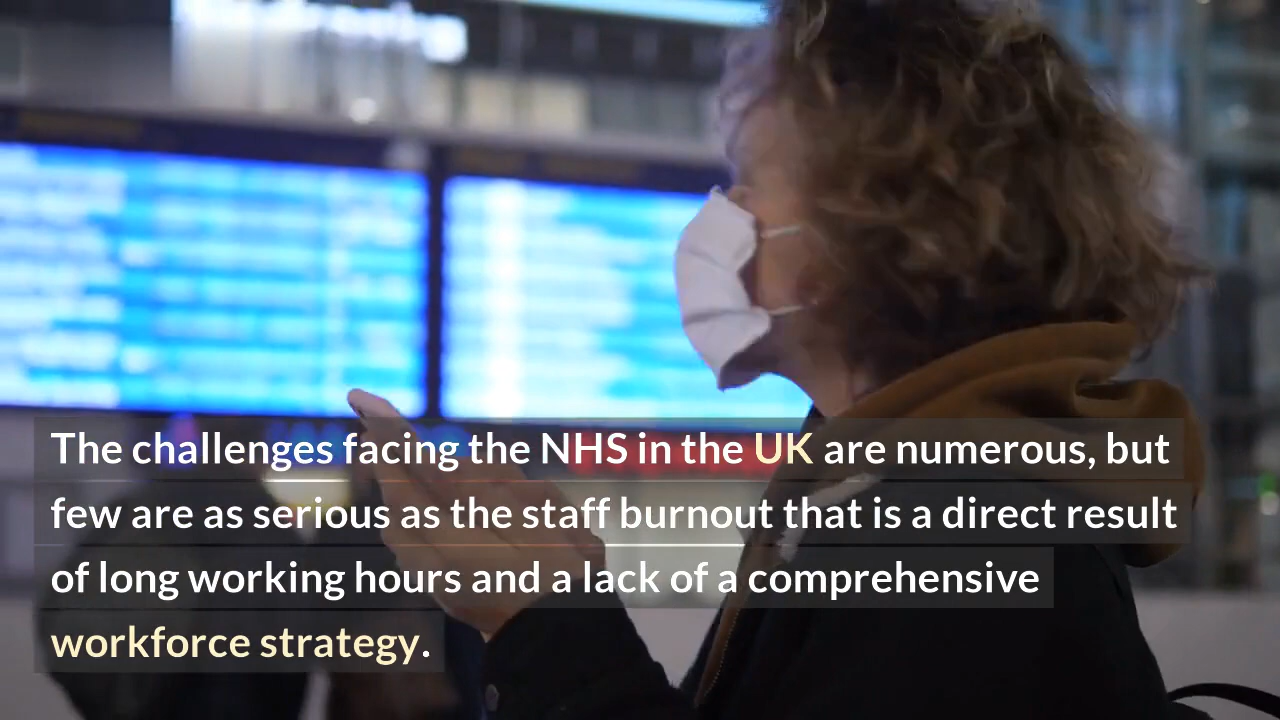 The challenges facing the NHS in the UK are numerous, but
few are as serious as the staff burnout that is a direct result
of long working hours and a lack of comprehensive
workforce strategy.